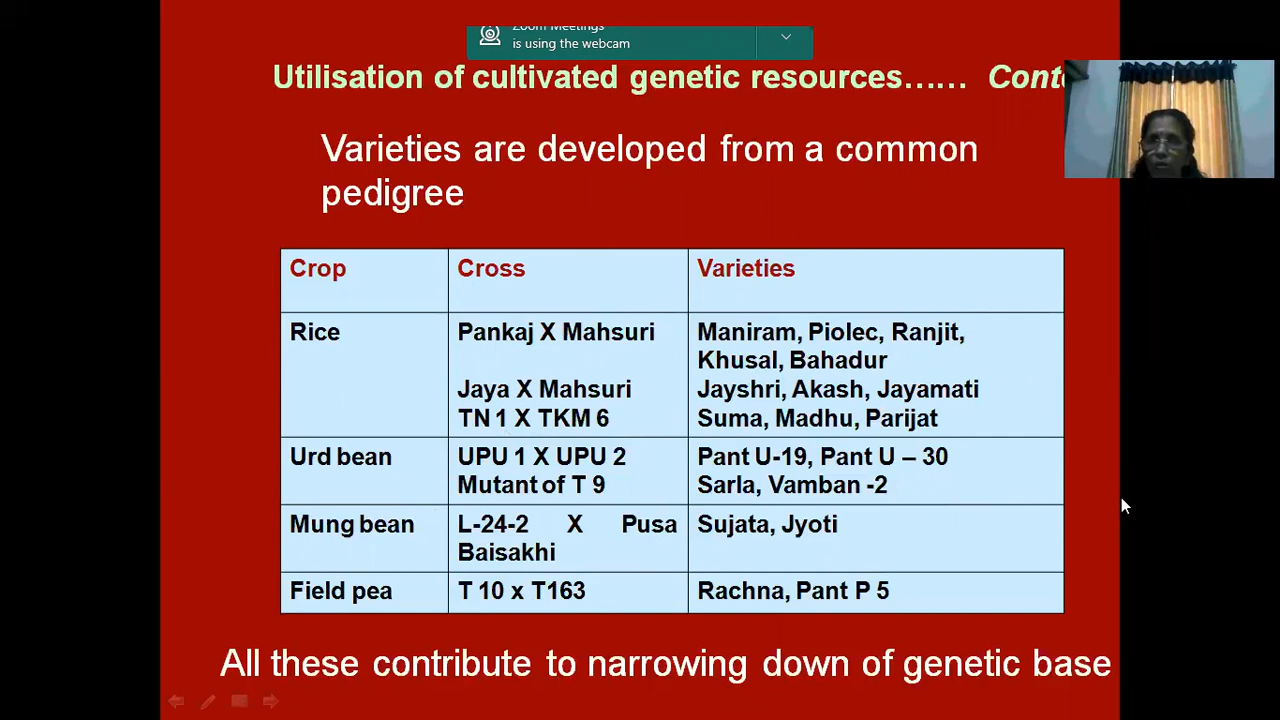 Zoom Meetings
is using the webcam
Utilisation of cultivated genetic resources…… Conto
Varieties are developed from a common
pedigree
Crop Cross Varieties
Rice Pankaj X Mahsuri Maniram, Piolec, Ranjit,
Khusal, Bahadur
Jaya X Mahsuri Jayshri, Akash, Jayamati
TN 1 X TKM 6 Suma, Madhu, Parijat
Urd bean UPU 1 X UPU 2 Pant U-19, Pant U – 30
Mutant of T 9 Sarla, Vamban -2
Mung bean L-24-2 X Pusa Sujata, Jyoti
Baisakhi
Field pea T 10 x T163 Rachna, Pant P 5
All these contribute to narrowing down of genetic base